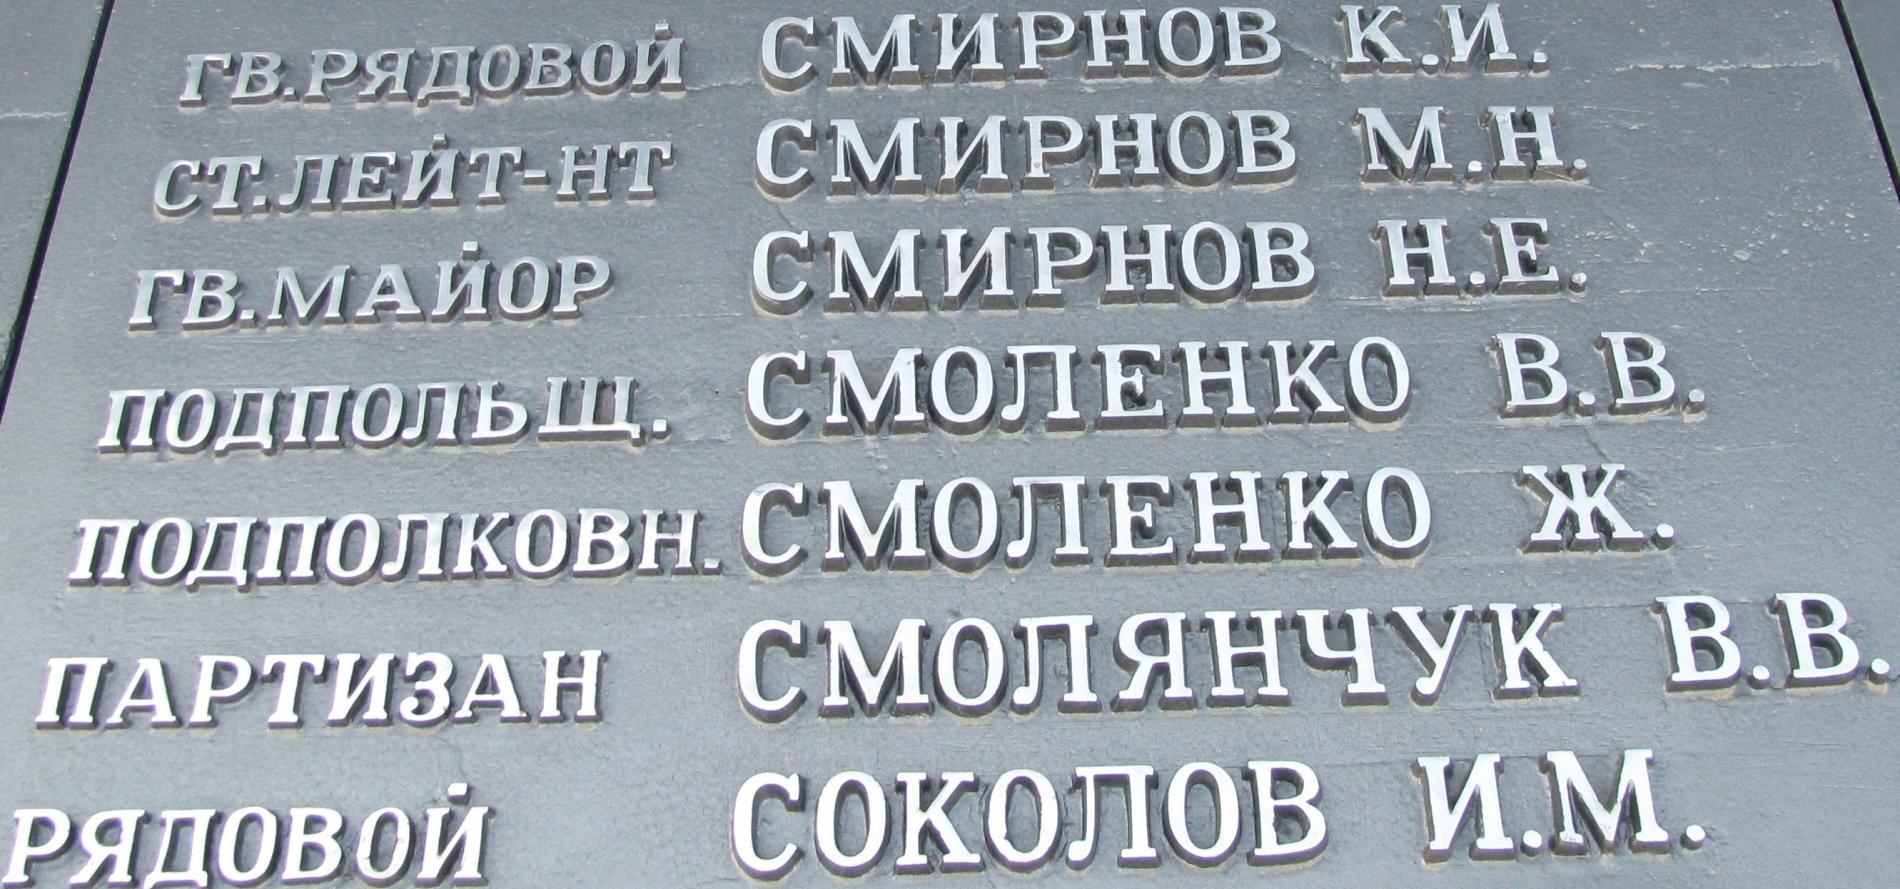 ГВ.РЯДОВОЙ СМИРНОВ К.И.
СТ.ЛЕЙТ-НТ СМИРНОВ М.Н.
ГВ.МАЙОР СМИРНОВ Н.Е.
ПОДПОЛЬЩ. СМОЛЕНКО В.В.
ПОДПОЛКОВН. СМОЛЕНКО Ж.
ПАРТИЗАН СМОЛЯНЧУК В.В.
РЯДОВОЙ СОКОЛОВ И.М.